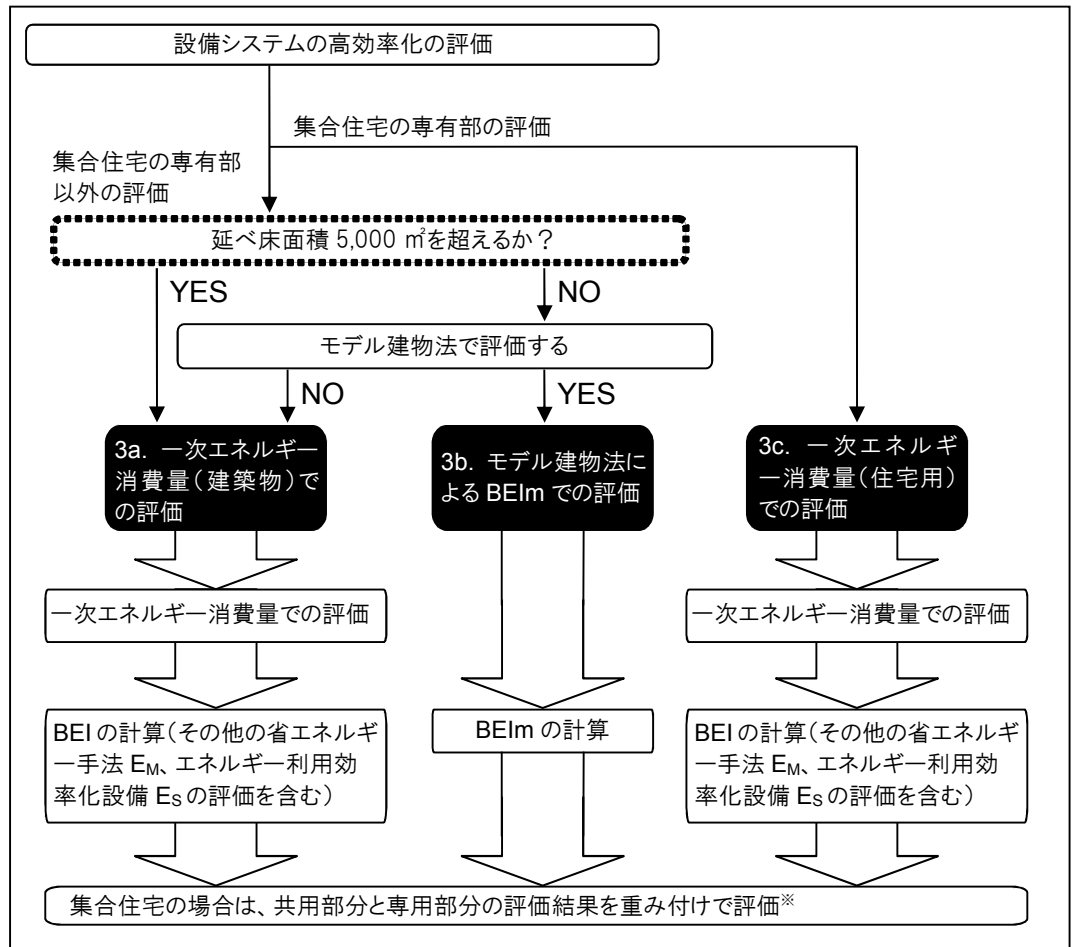 設備システムの高効率化の評価
集合住宅の専有部の評価
集合住宅の専有部
以外の評価
延べ床面積 5,000 ㎡を超えるか?
YES
NO
モデル建物法で評価する
NO
YES
3a. 一次エネルギー
消費量(建築物)で
の評価
3b. モデル建物法に
よる BEIm での評価
3c. 一次エネルギ
ー消費量(住宅用)
での評価
一次エネルギー消費量での評価
一次エネルギー消費量での評価
BEI の計算(その他の省エネルギ
ー手法 EM、エネルギー利用効
率化設備 ES の評価を含む)
BEIm の計算
BEI の計算(その他の省エネルギ
ー手法 EM、エネルギー利用効
率化設備 ES の評価を含む)
集合住宅の場合は、共用部分と専用部分の評価結果を重み付けで評価※